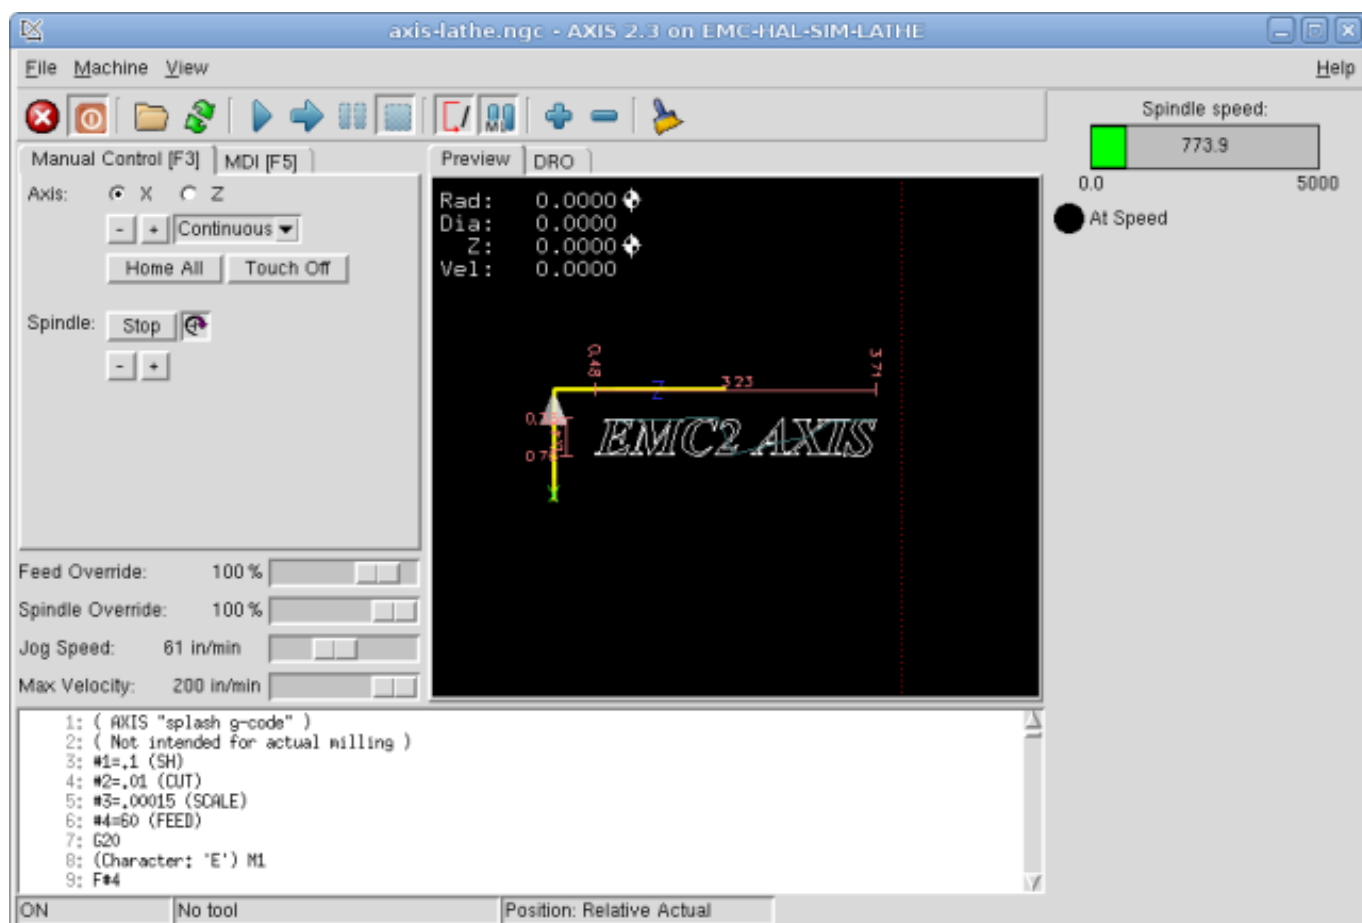 axis-lathe.ngc - AXIS 2.3 on EMC-HAL-SIM-LATHE
File Machine View Help
Manual Control [F3] MDI [F5]
Axis: X Z
- + Continuous
Home All Touch Off
Spindle: Stop
- +
Feed Override: 100 %
Spindle Override: 100 %
Jog Speed: 61 in/min
Max Velocity: 200 in/min
Preview DRO
Rad: 0.0000
Dia: 0.0000
Z: 0.0000
Vel: 0.0000
0.48
3.71
3.23
Z
0.76
EMC2 AXIS
X
Spindle speed:
773.9
0.0 5000
At Speed
1: ( AXIS "splash g-code" )
2: ( Not intended for actual milling )
3: #1=.1 (SH)
4: #2=.01 (CUT)
5: #3=.00015 (SCALE)
6: #4=60 (FEED)
7: G20
8: (Character: 'E') M1
9: F#4
ON No tool Position: Relative Actual